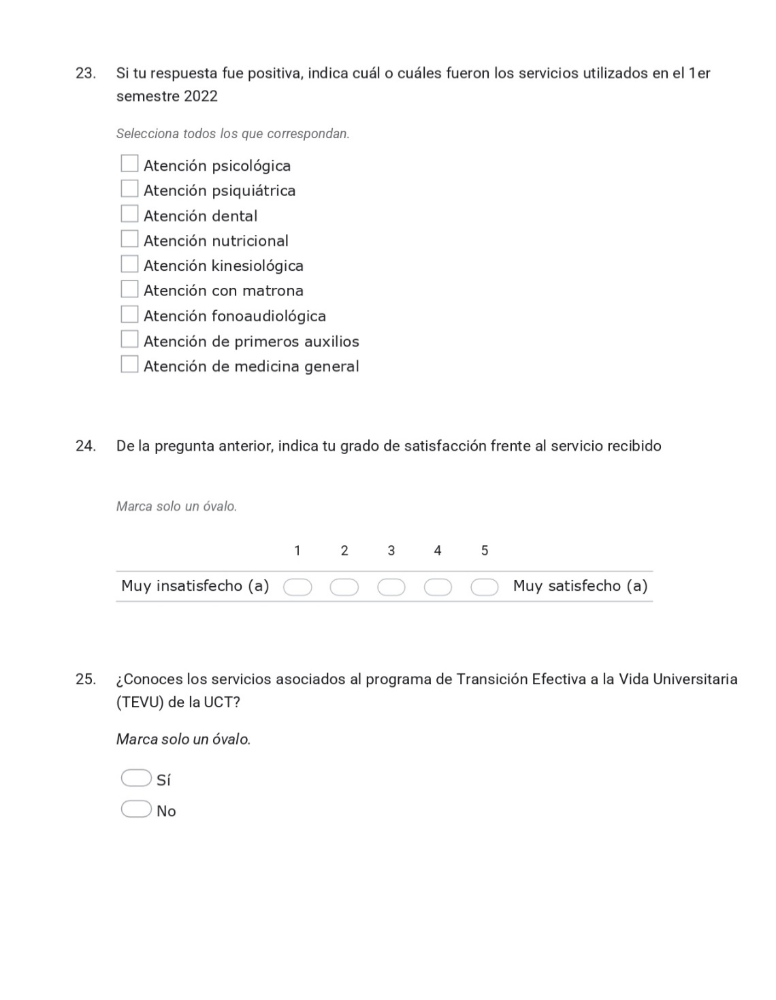 23. Si tu respuesta fue positiva, indica cuál o cuáles fueron los servicios utilizados en el 1er
semestre 2022
Selecciona todos los que correspondan.
Atención psicológica
Atención psiquiátrica
Atención dental
Atención nutricional
Atención kinesiológica
Atención con matrona
Atención fonoaudiológica
Atención de primeros auxilios
Atención de medicina general
24. De la pregunta anterior, indica tu grado de satisfacción frente al servicio recibido
Marca solo un óvalo.
1 2 3 4 5
Muy insatisfecho (a) Muy satisfecho (a)
25. ¿Conoces los servicios asociados al programa de Transición Efectiva a la Vida Universitaria
(TEVU) de la UCT?
Marca solo un óvalo.
Sí
No